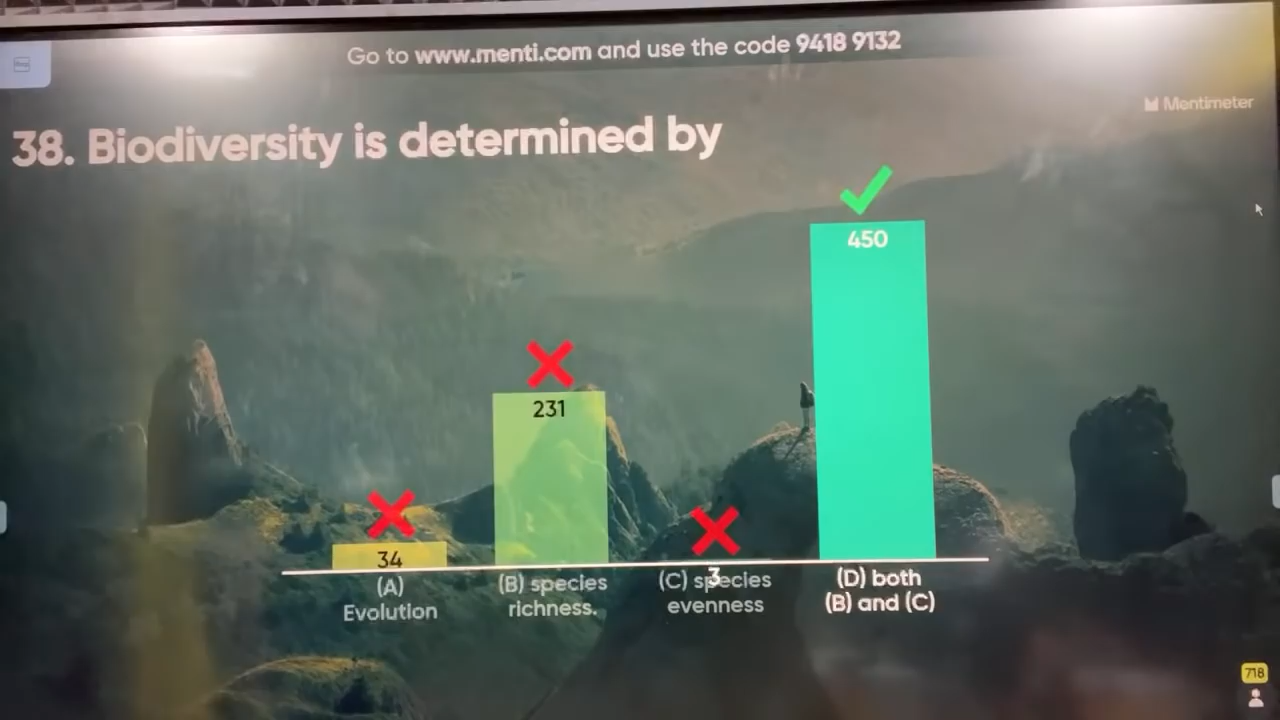 Go to www.menti.com and use the code 9418 9132
Mentimeter
38. Biodiversity is determined by
450
231
34
3
(A)
Evolution
(B) species
richness.
(C) species
evenness
(D) both
(B) and (C)
718